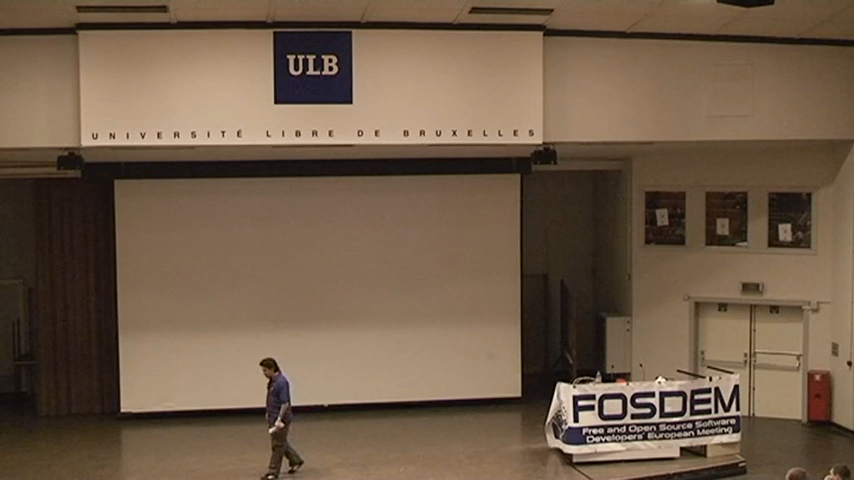 ULB
UNIVERSITÉ LIBRE DE BRUXELLES
FOSDEM
Free and Open Source Software
Developers' European Meeting